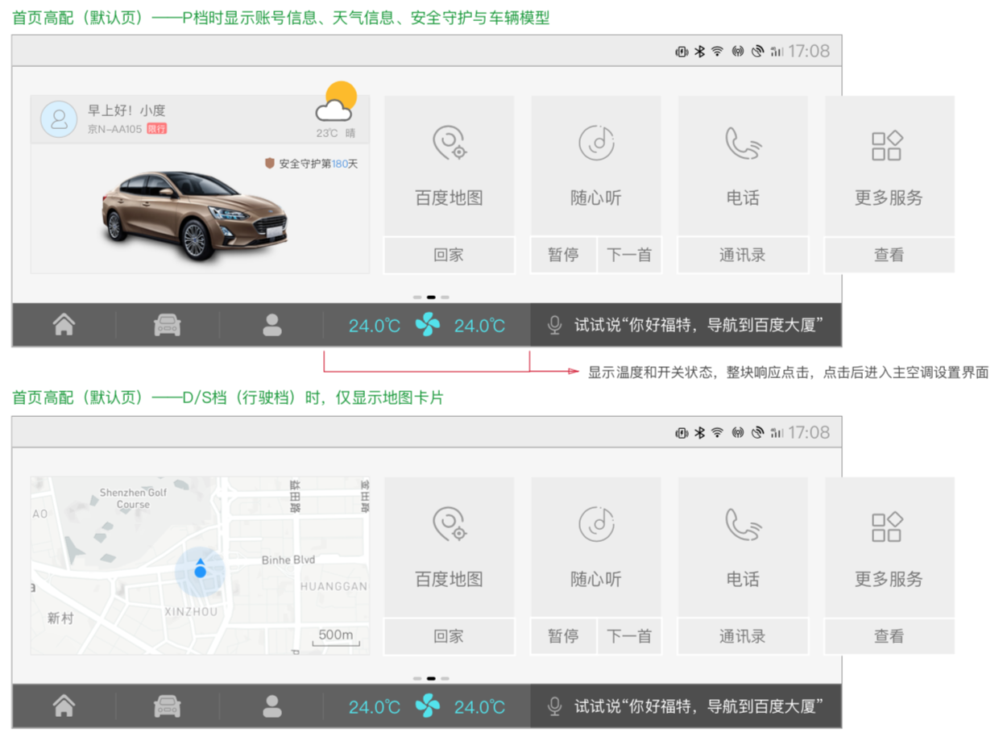 首页高配（默认页）——P档时显示账号信息、天气信息、安全守护与车辆模型
17:08
早上好！小度
京N-AA105 限行
23℃ 晴
安全守护第180天
百度地图
随心听
电话
更多服务
回家
暂停
下一首
通讯录
查看
24.0℃
24.0℃
试试说“你好福特，导航到百度大厦”
显示温度和开关状态，整块响应点击，点击后进入主空调设置界面
首页高配（默认页）——D/S档（行驶档）时，仅显示地图卡片
17:08
Shenzhen Golf
Course
益田路
金田路
AO
Binhe Blvd
HUANGGAN
XINZHOU
新村
500m
百度地图
随心听
电话
更多服务
回家
暂停
下一首
通讯录
查看
24.0℃
24.0℃
试试说“你好福特，导航到百度大厦”